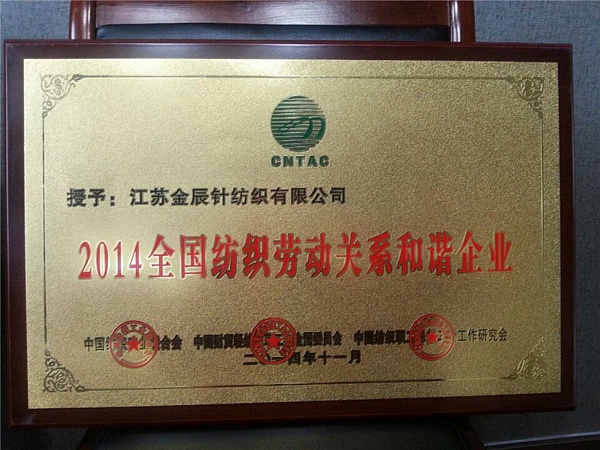 CNTAC
授予：江苏金辰针纺织有限公司
2014全国纺织劳动关系和谐企业
中国纺 合会 中国财贸轻纺 全国委员会 中国纺织职工 工作研究会
二〇一四年十一月